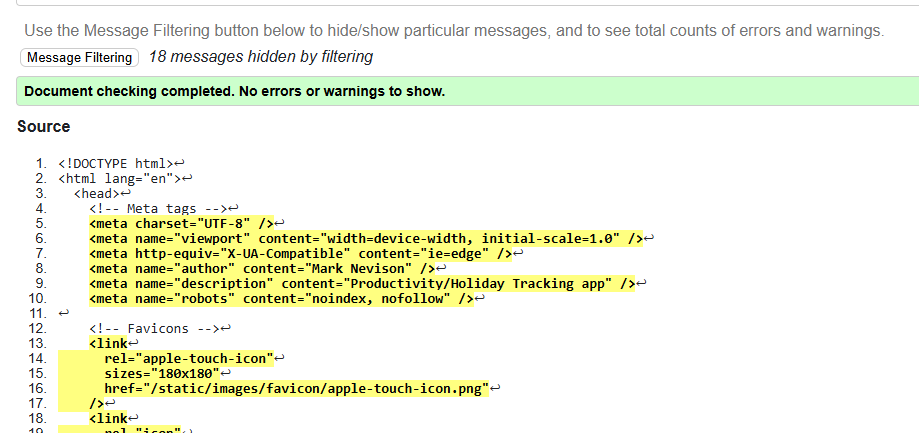 Use the Message Filtering button below to hide/show particular messages, and to see total counts of errors and warnings.
Message Filtering 18 messages hidden by filtering
Document checking completed. No errors or warnings to show.
Source
1. <!DOCTYPE html>↩
2. <html lang="en">↩
3. <head>↩
4. <!-- Meta tags -->↩
5. <meta charset="UTF-8" />↩
6. <meta name="viewport" content="width=device-width, initial-scale=1.0" />↩
7. <meta http-equiv="X-UA-Compatible" content="ie=edge" />↩
8. <meta name="author" content="Mark Nevison" />↩
9. <meta name="description" content="Productivity/Holiday Tracking app" />↩
10. <meta name="robots" content="noindex, nofollow" />↩
11. ↩
12. <!-- Favicons -->↩
13. <link↩
14. rel="apple-touch-icon"↩
15. sizes="180x180"↩
16. href="/static/images/favicon/apple-touch-icon.png"↩
17. />↩
18. <link↩
19. rel="icon"↩